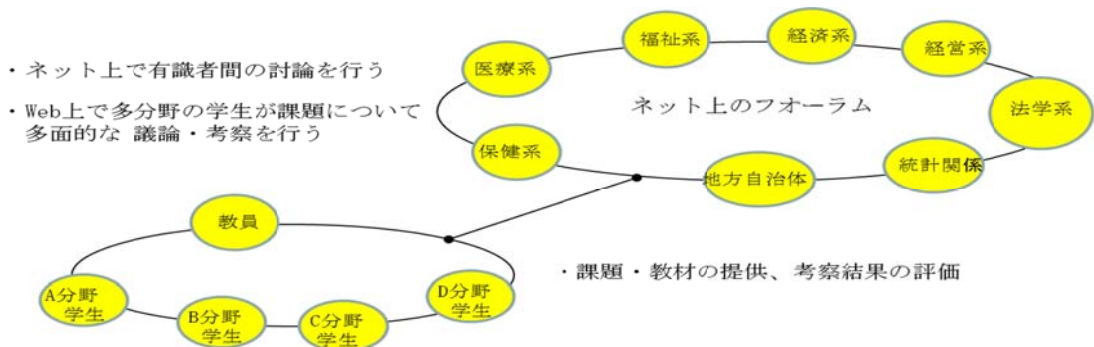 ・ネット上で有識者間の討論を行う
・Web上で多分野の学生が課題について
多面的な 議論・考察を行う
福祉系
経済系
経営系
医療系
法学系
ネット上のフオーラム
保健系
地方自治体
統計関係
教員
A分野
学生
B分野
学生
C分野
学生
D分野
学生
・課題・教材の提供、考察結果の評価